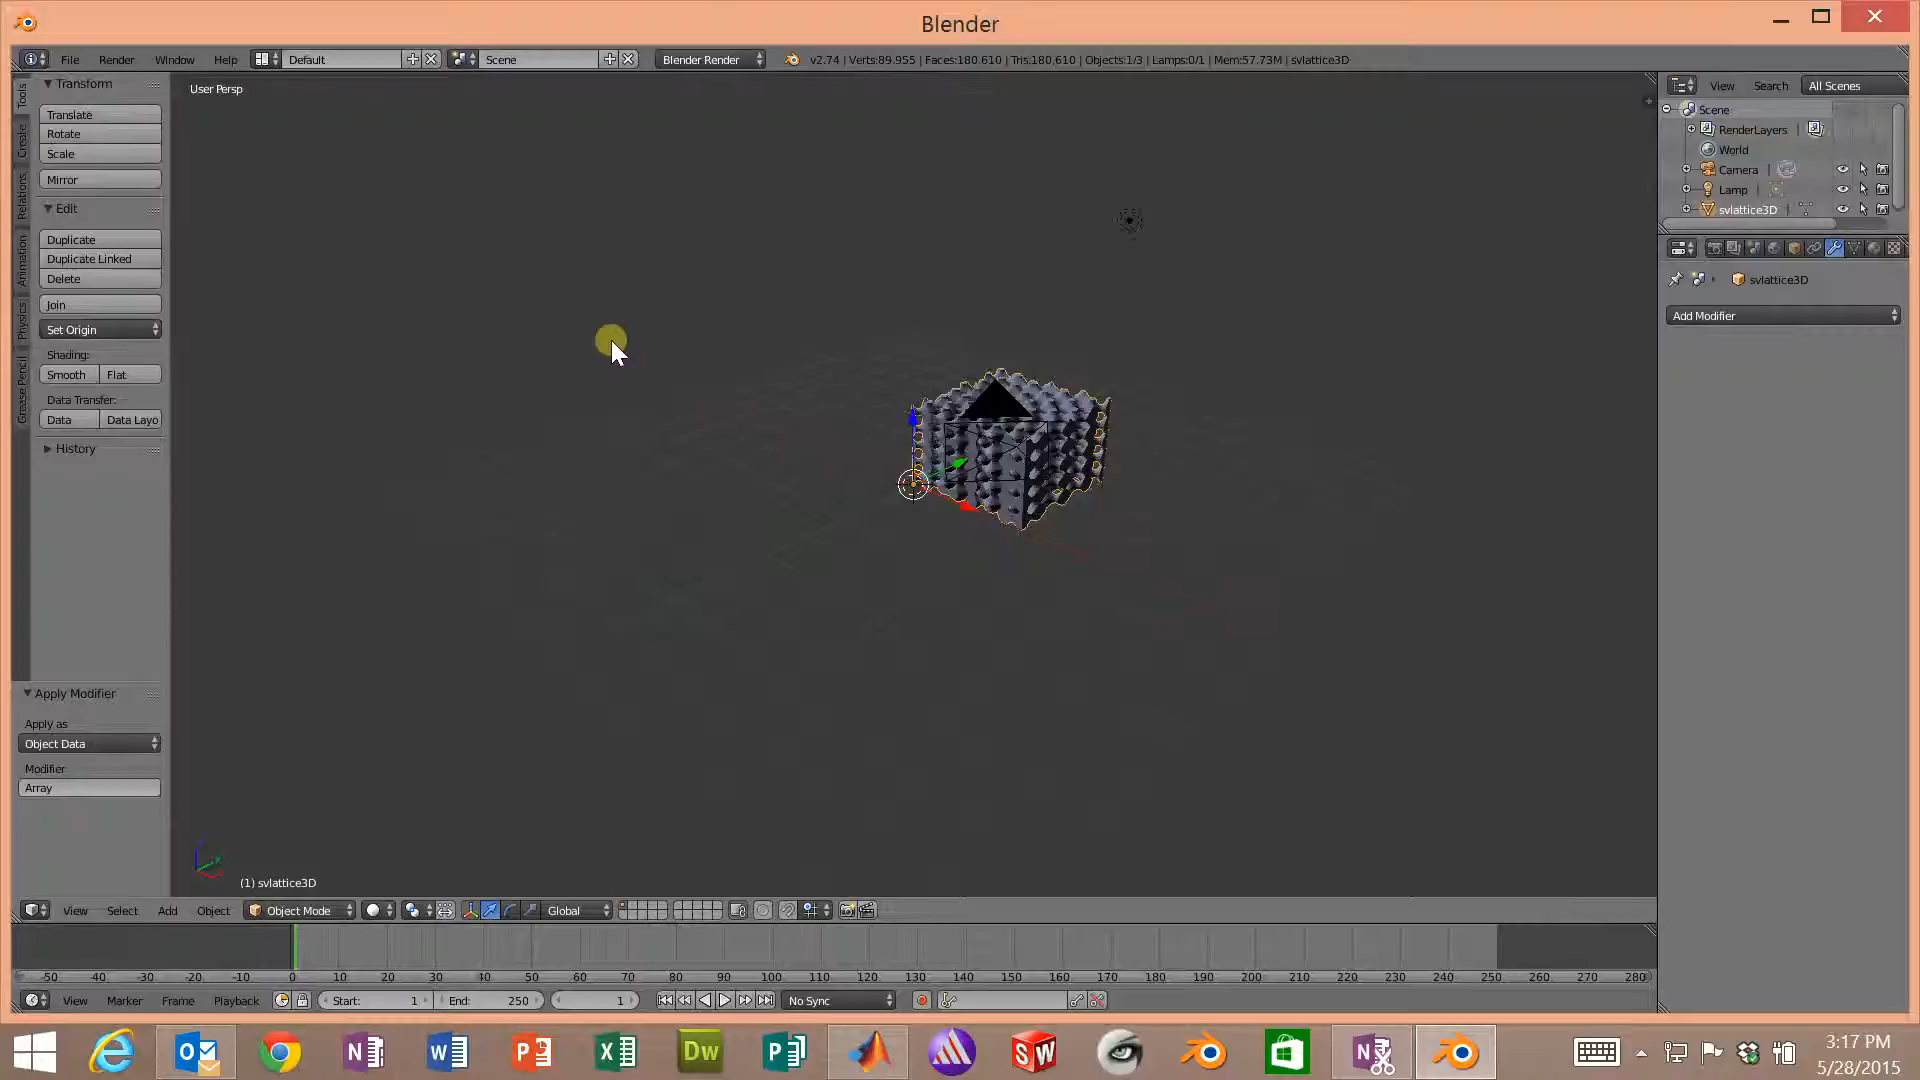 Blender
File Render Window Help Default Scene Blender Render v2.74 | Verts:89,955 | Faces:180,610 | Tris:180,610 | Objects:1/3 | Lamps:0/1 | Mem:57.73M | svlattice3D
Tools
Create
Relations
Animation
Physics
Grease Pencil
Transform
Translate
Rotate
Scale
Mirror
Edit
Duplicate
Duplicate Linked
Delete
Join
Set Origin
Shading:
Smooth Flat
Data Transfer:
Data Data Layo
History
Apply Modifier
Apply as
Object Data
Modifier
Array
User Persp
(1) svlattice3D
View Search All Scenes
Scene
RenderLayers
World
Camera
Lamp
svlattice3D
svlattice3D
Add Modifier
View Select Add Object Object Mode Global
-50 -40 -30 -20 -10 0 10 20 30 40 50 60 70 80 90 100 110 120 130 140 150 160 170 180 190 200 210 220 230 240 250 260 270 280
View Marker Frame Playback Start: 1 End: 250 1 No Sync
3:17 PM
5/28/2015